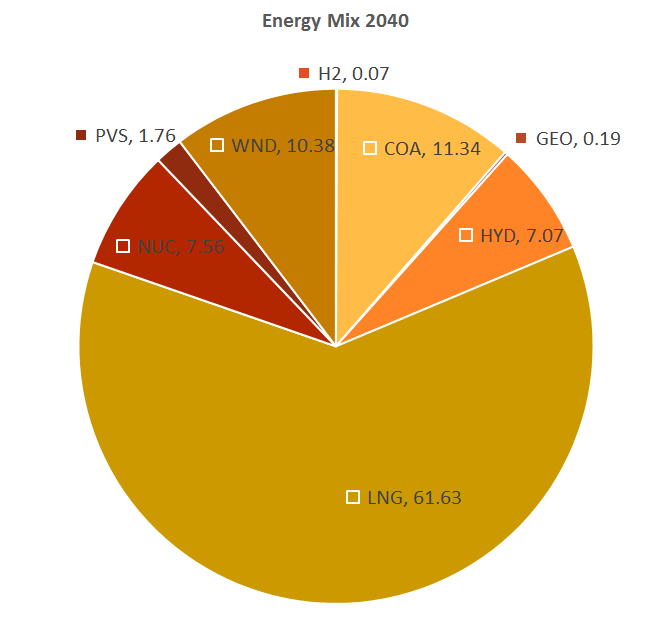 Energy Mix 2040
H2, 0.07
PVS, 1.76
WND, 10.38
COA, 11.34
GEO, 0.19
NUC, 7.56
HYD, 7.07
LNG, 61.63